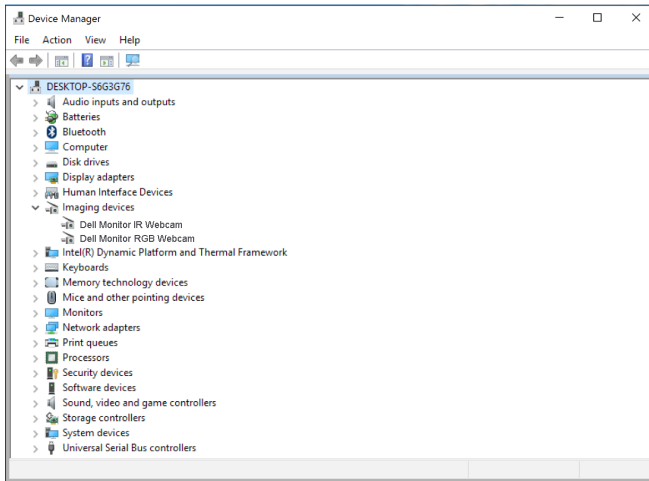 Device Manager
File Action View Help
DESKTOP-S6G3G76
Audio inputs and outputs
Batteries
Bluetooth
Computer
Disk drives
Display adapters
Human Interface Devices
Imaging devices
Dell Monitor IR Webcam
Dell Monitor RGB Webcam
Intel(R) Dynamic Platform and Thermal Framework
Keyboards
Memory technology devices
Mice and other pointing devices
Monitors
Network adapters
Print queues
Processors
Security devices
Software devices
Sound, video and game controllers
Storage controllers
System devices
Universal Serial Bus controllers